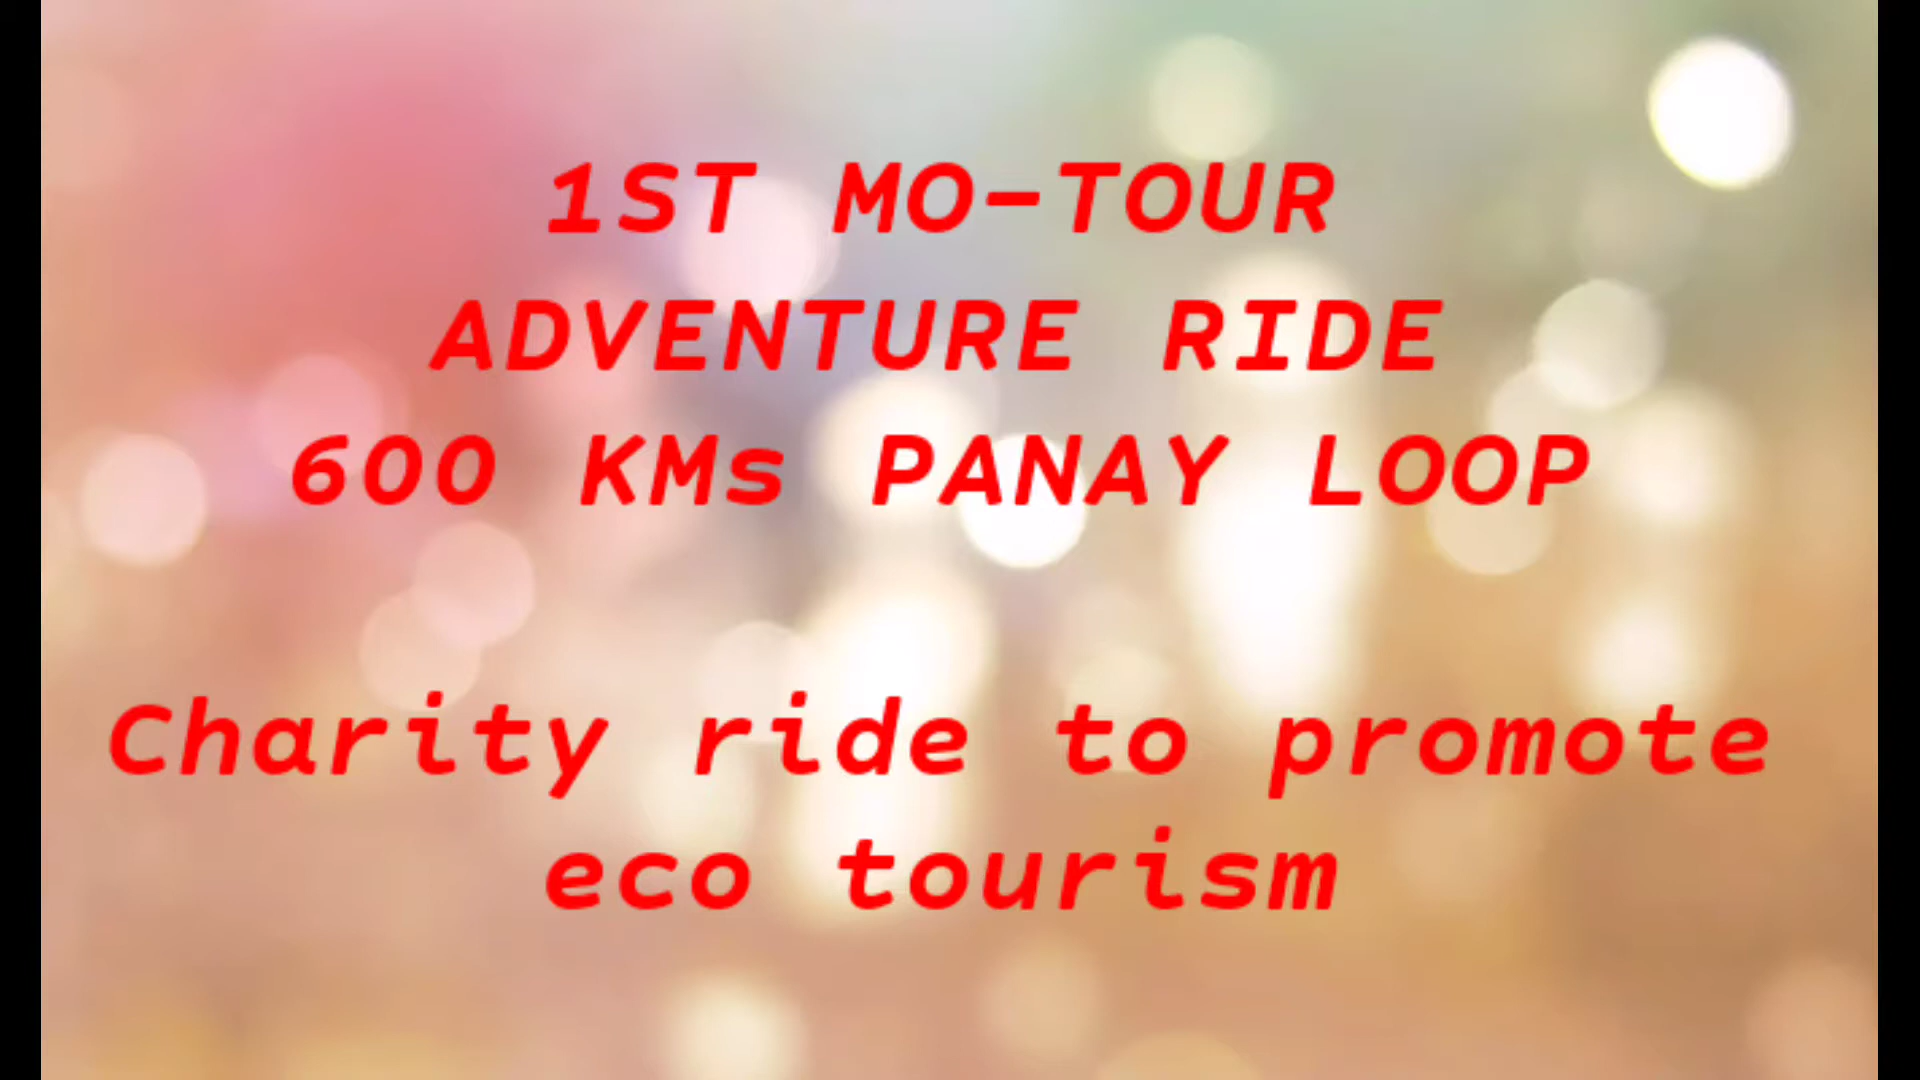 1ST MO-TOUR
ADVENTURE RIDE
600 KMs PANAY LOOP
Charity ride to promote
eco tourism